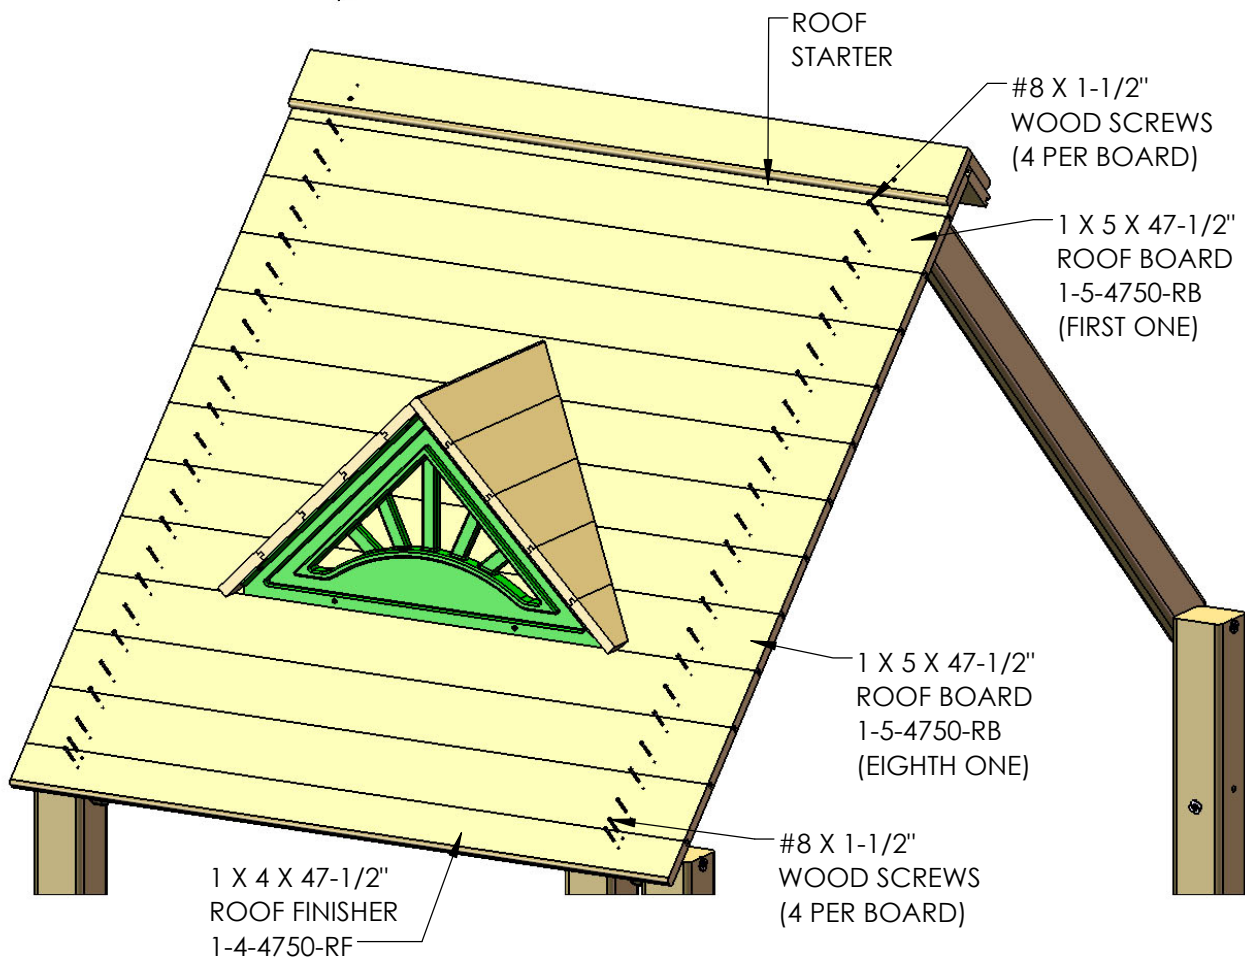 ROOF
STARTER
#8 X 1-1/2"
WOOD SCREWS
(4 PER BOARD)
1 X 5 X 47-1/2"
ROOF BOARD
1-5-4750-RB
(FIRST ONE)
1 X 5 X 47-1/2"
ROOF BOARD
1-5-4750-RB
(EIGHTH ONE)
#8 X 1-1/2"
WOOD SCREWS
(4 PER BOARD)
1 X 4 X 47-1/2"
ROOF FINISHER
1-4-4750-RF